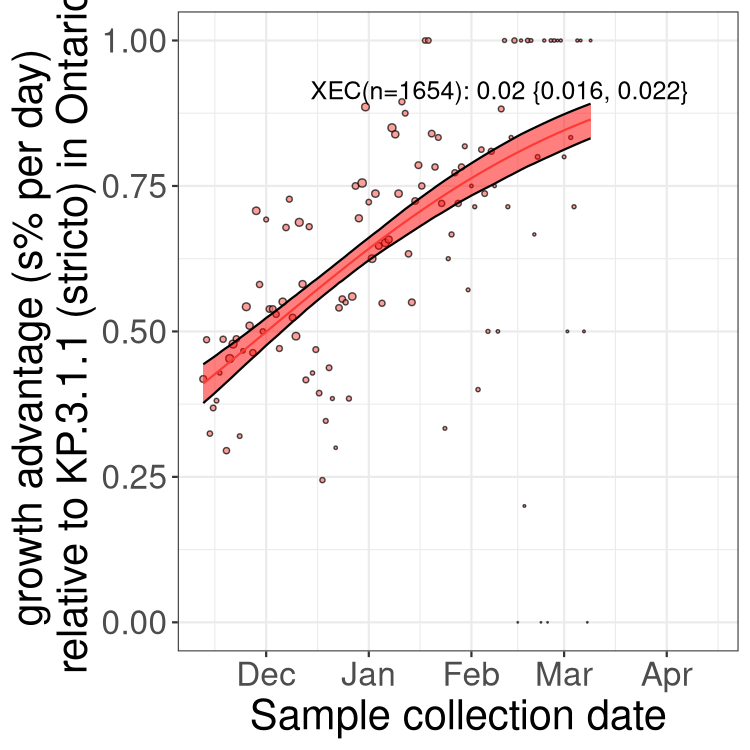 growth advantage (s% per day)
relative to KP.3.1.1 (stricto) in Ontario
1.00
XEC(n=1654): 0.02 {0.016, 0.022}
0.75
0.50
0.25
0.00
Dec Jan Feb Mar Apr
Sample collection date